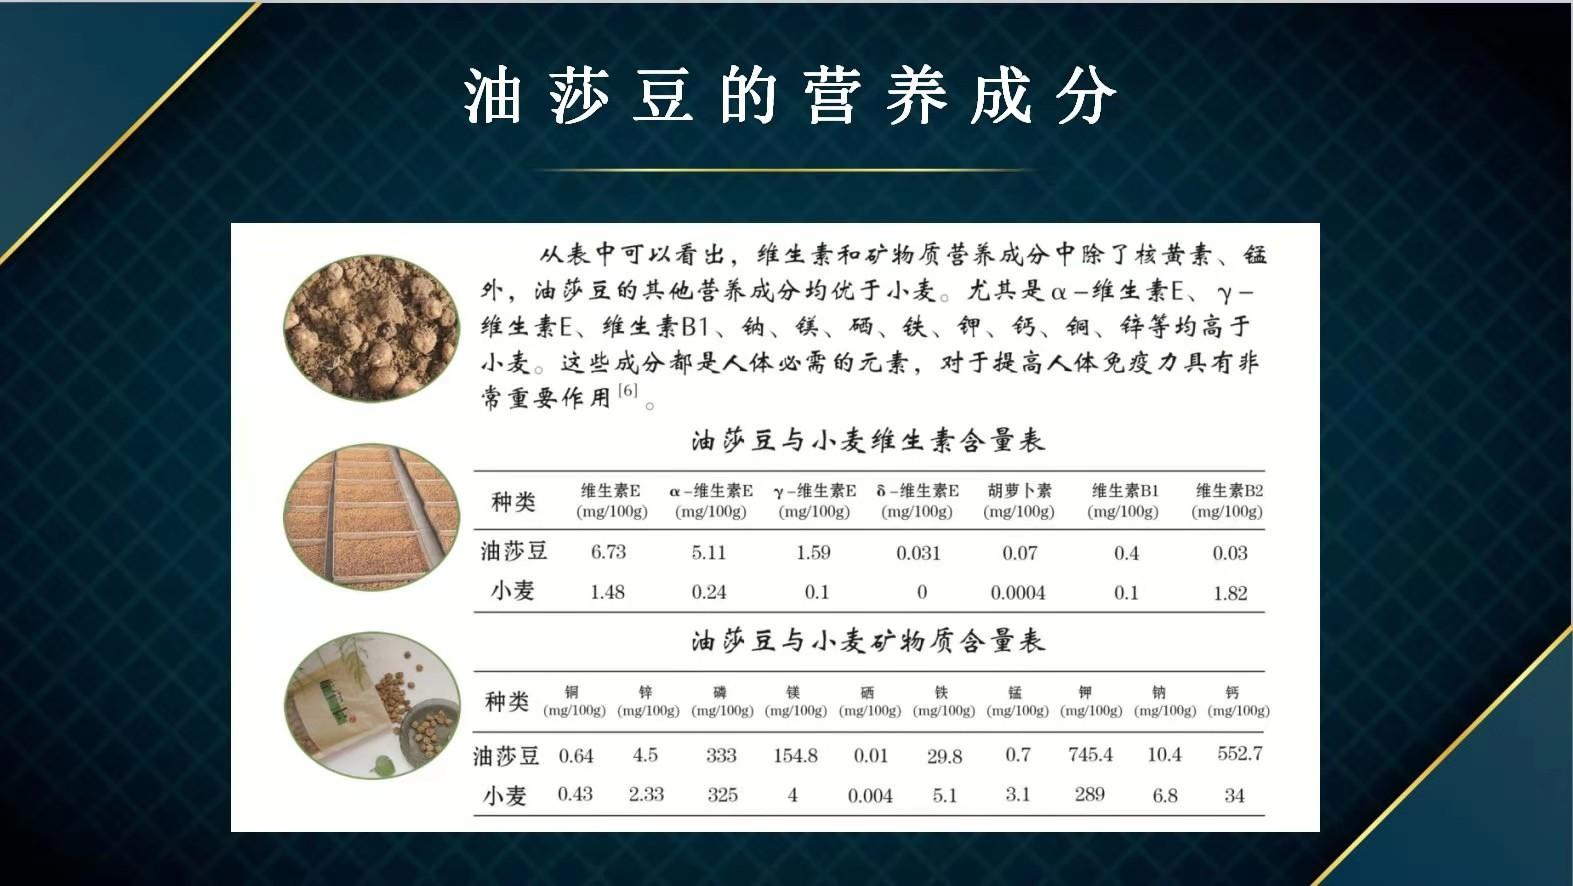 油莎豆的营养成分
从表中可以看出，维生素和矿物质营养成分中除了核黄素、锰
外，油莎豆的其他营养成分均优于小麦。尤其是α-维生素E、γ-
维生素E、维生素B1、钠、镁、硒、铁、钾、钙、铜、锌等均高于
小麦。这些成分都是人体必需的元素，对于提高人体免疫力具有非
常重要作用[6]。
油莎豆与小麦维生素含量表
种类 维生素E (mg/100g) α-维生素E (mg/100g) γ-维生素E (mg/100g) δ-维生素E (mg/100g) 胡萝卜素 (mg/100g) 维生素B1 (mg/100g) 维生素B2 (mg/100g)
油莎豆 6.73 5.11 1.59 0.031 0.07 0.4 0.03
小麦 1.48 0.24 0.1 0 0.0004 0.1 1.82
油莎豆与小麦矿物质含量表
种类 铜 (mg/100g) 锌 (mg/100g) 磷 (mg/100g) 镁 (mg/100g) 硒 (mg/100g) 铁 (mg/100g) 锰 (mg/100g) 钾 (mg/100g) 钠 (mg/100g) 钙 (mg/100g)
油莎豆 0.64 4.5 333 154.8 0.01 29.8 0.7 745.4 10.4 552.7
小麦 0.43 2.33 325 4 0.004 5.1 3.1 289 6.8 34